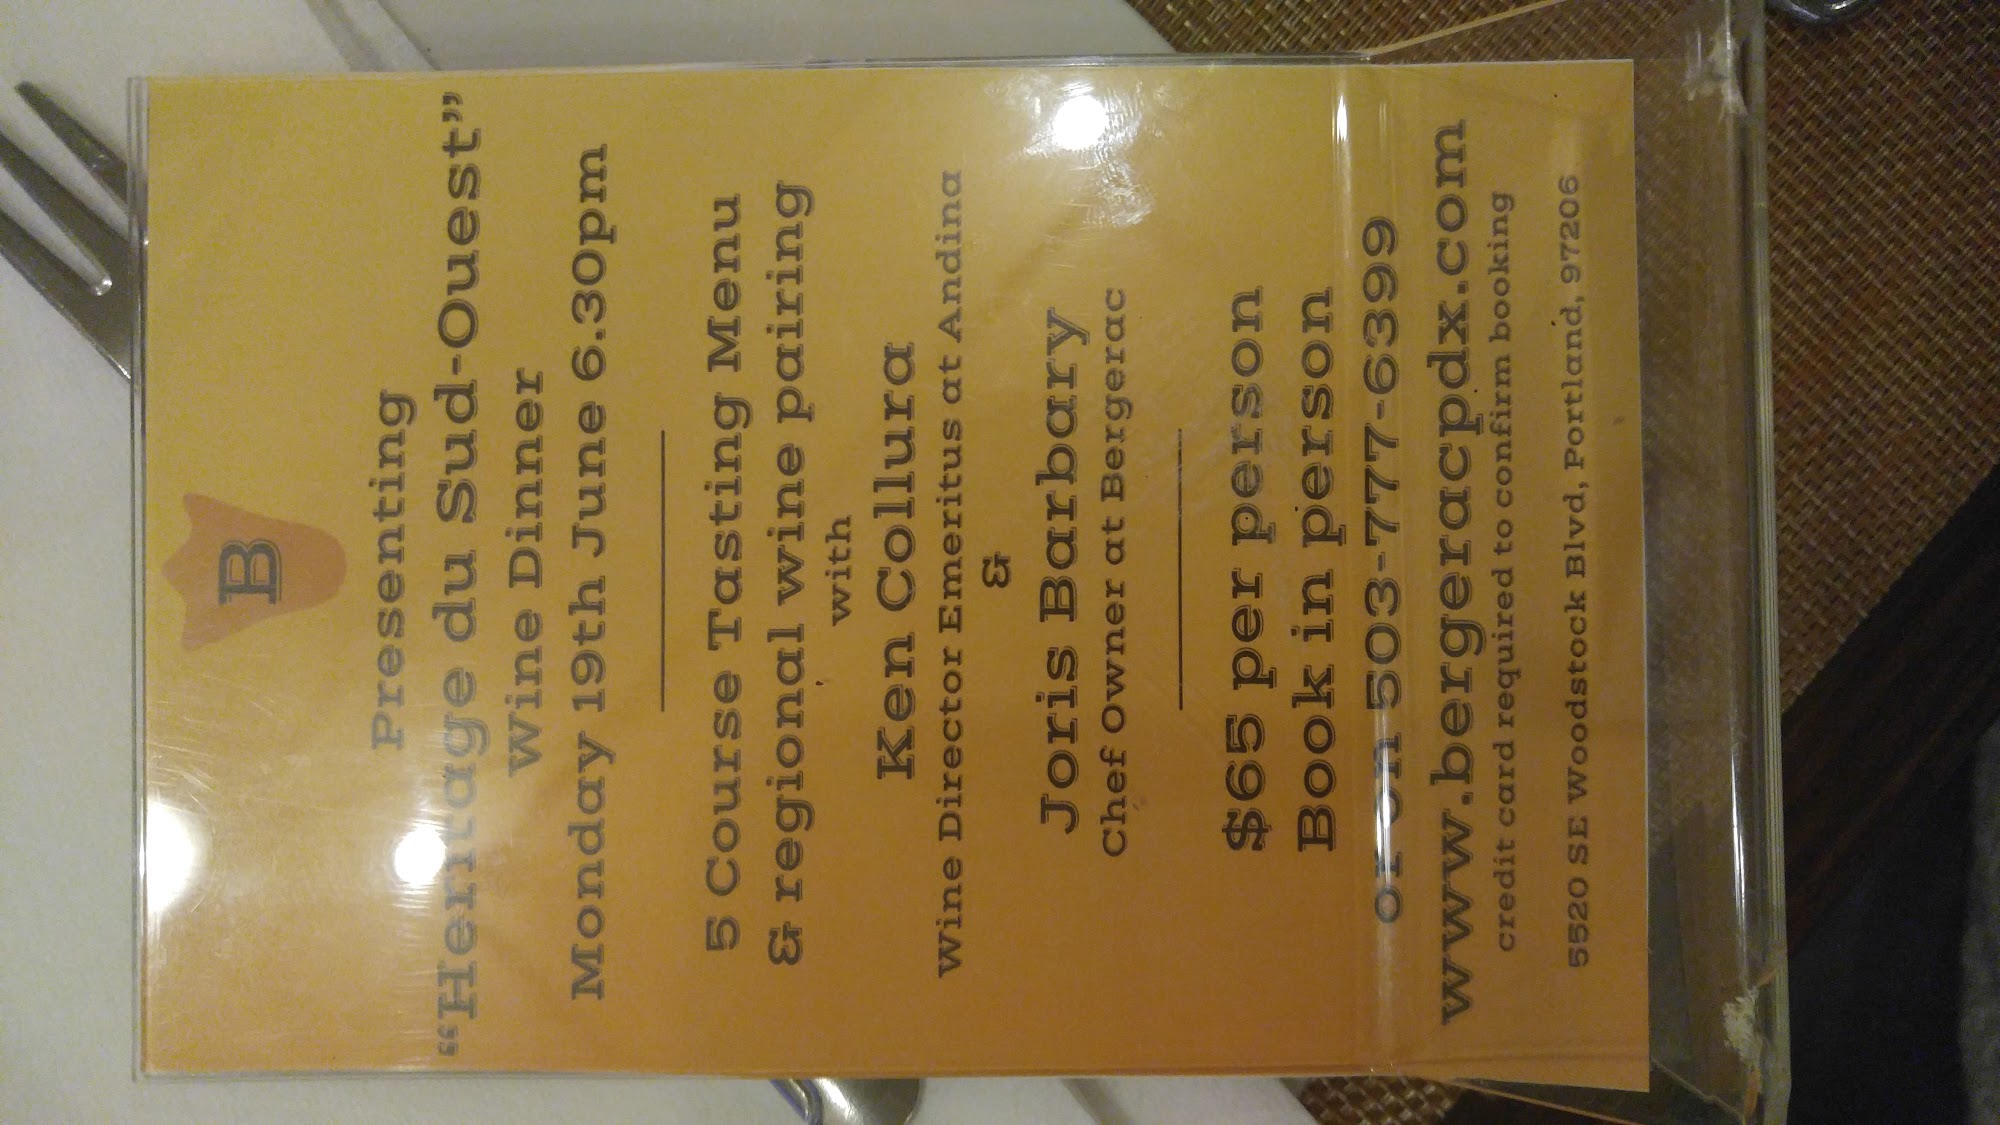 B
Presenting
“Heritage du Sud-Ouest”
Wine Dinner
Monday 19th June 6.30pm
5 Course Tasting Menu
& regional wine pairing
with
Ken Collura
Wine Director Emeritus at Andina
&
Joris Barbary
Chef Owner at Bergerac
$65 per person
Book in person
or on 503-777-6399
www.bergeracpdx.com
credit card required to confirm booking
5520 SE Woodstock Blvd, Portland, 97206